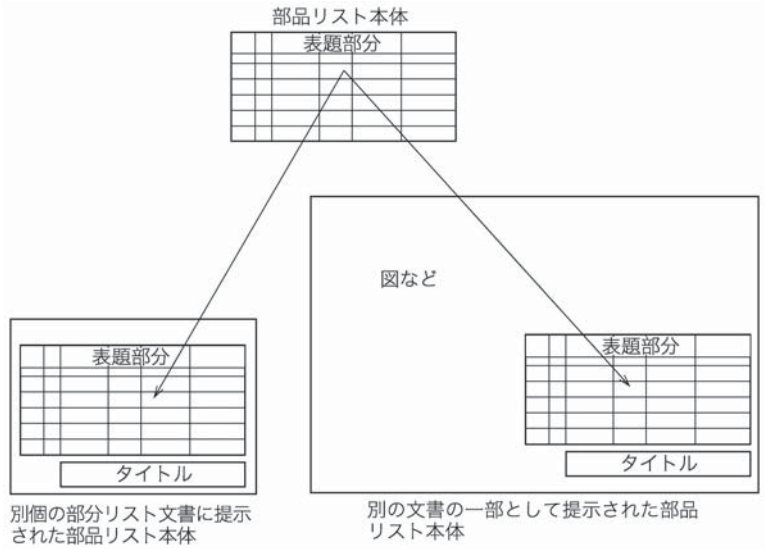 部品リスト本体
表題部分
図など
表題部分
タイトル
表題部分
タイトル
別個の部分リスト文書に提示
された部品リスト本体
別の文書の一部として提示された部品
リスト本体